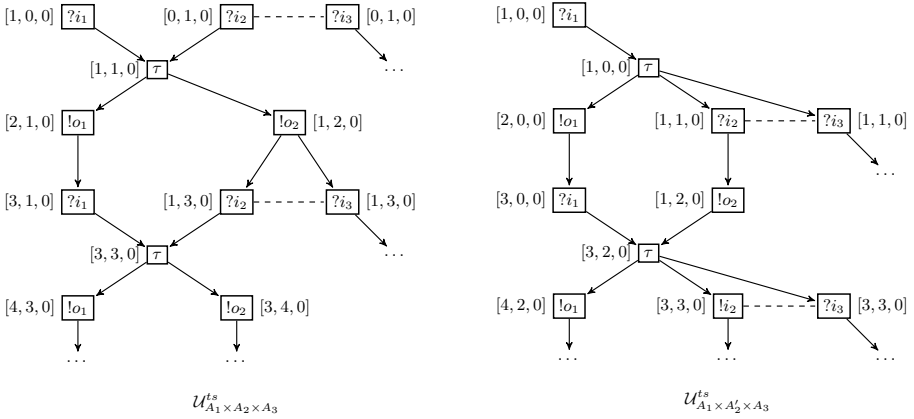 [1, 0, 0] ?i1 [0, 1, 0] ?i2 ?i3 [0, 1, 0]
[1, 1, 0] τ ...
[2, 1, 0] !o1 !o2 [1, 2, 0]
[3, 1, 0] ?i1 [1, 3, 0] ?i2 ?i3 [1, 3, 0]
[3, 3, 0] τ ...
[4, 3, 0] !o1 !o2 [3, 4, 0]
... ...
𝒰^{ts}_{A1×A2×A3}
[1, 0, 0] ?i1
[1, 0, 0] τ
[2, 0, 0] !o1 [1, 1, 0] ?i2 ?i3 [1, 1, 0]
...
[3, 0, 0] ?i1 [1, 2, 0] !o2
[3, 2, 0] τ
[4, 2, 0] !o1 [3, 3, 0] !i2 ?i3 [3, 3, 0]
... ... ...
𝒰^{ts}_{A1×A′2×A3}